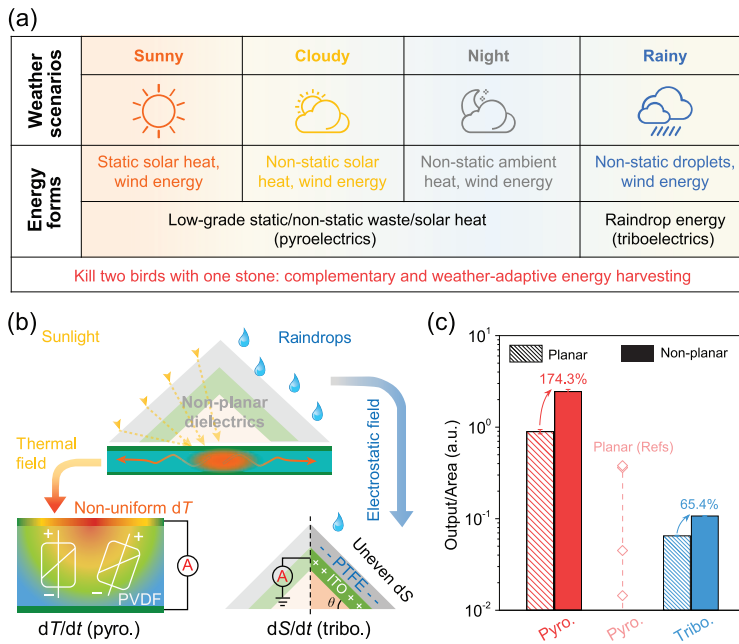 (a)
Weather scenarios
Sunny
Cloudy
Night
Rainy
Energy forms
Static solar heat, wind energy
Non-static solar heat, wind energy
Non-static ambient heat, wind energy
Non-static droplets, wind energy
Low-grade static/non-static waste/solar heat
(pyroelectrics)
Raindrop energy
(triboelectrics)
Kill two birds with one stone: complementary and weather-adaptive energy harvesting
(b)
Sunlight
Raindrops
Non-planar
dielectrics
Thermal
field
Electrostatic field
Non-uniform dT
+
−
+
−
PVDF
A
dT/dt (pyro.)
A
Uneven dS
- - PTFE - -
+ + ITO + +
θ
dS/dt (tribo.)
(c)
Output/Area (a.u.)
10¹
10⁰
10⁻¹
10⁻²
Planar
Non-planar
174.3%
Planar (Refs)
65.4%
Pyro.
Pyro.
Tribo.